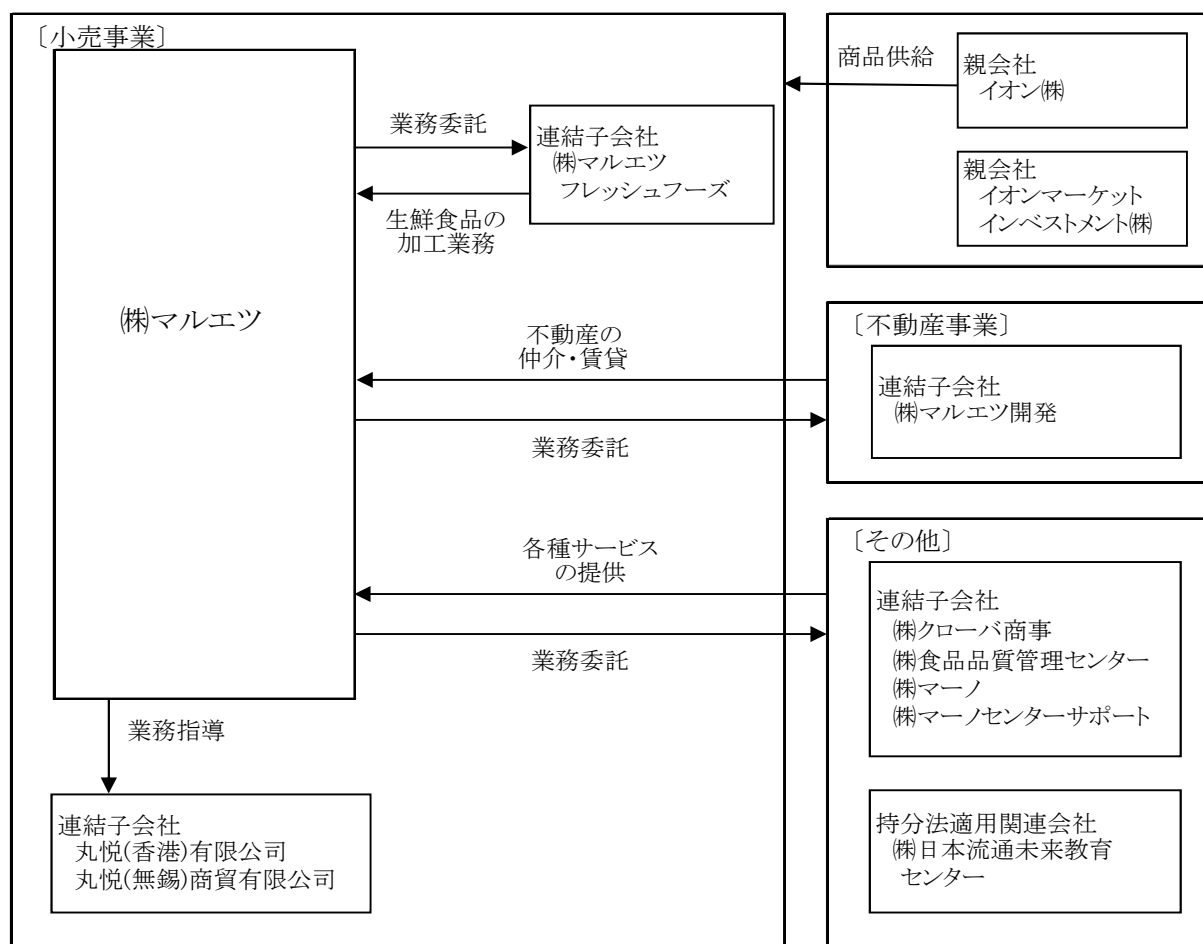 〔小売事業〕
㈱マルエツ
業務委託
生鮮食品の
加工業務
連結子会社
㈱マルエツ
フレッシュフーズ
商品供給
親会社
イオン㈱
親会社
イオンマーケット
インベストメント㈱
不動産の
仲介・賃貸
業務委託
〔不動産事業〕
連結子会社
㈱マルエツ開発
各種サービス
の提供
業務委託
〔その他〕
連結子会社
㈱クローバ商事
㈱食品品質管理センター
㈱マーノ
㈱マーノセンターサポート
持分法適用関連会社
㈱日本流通未来教育
センター
業務指導
連結子会社
丸悦(香港)有限公司
丸悦(無錫)商貿有限公司